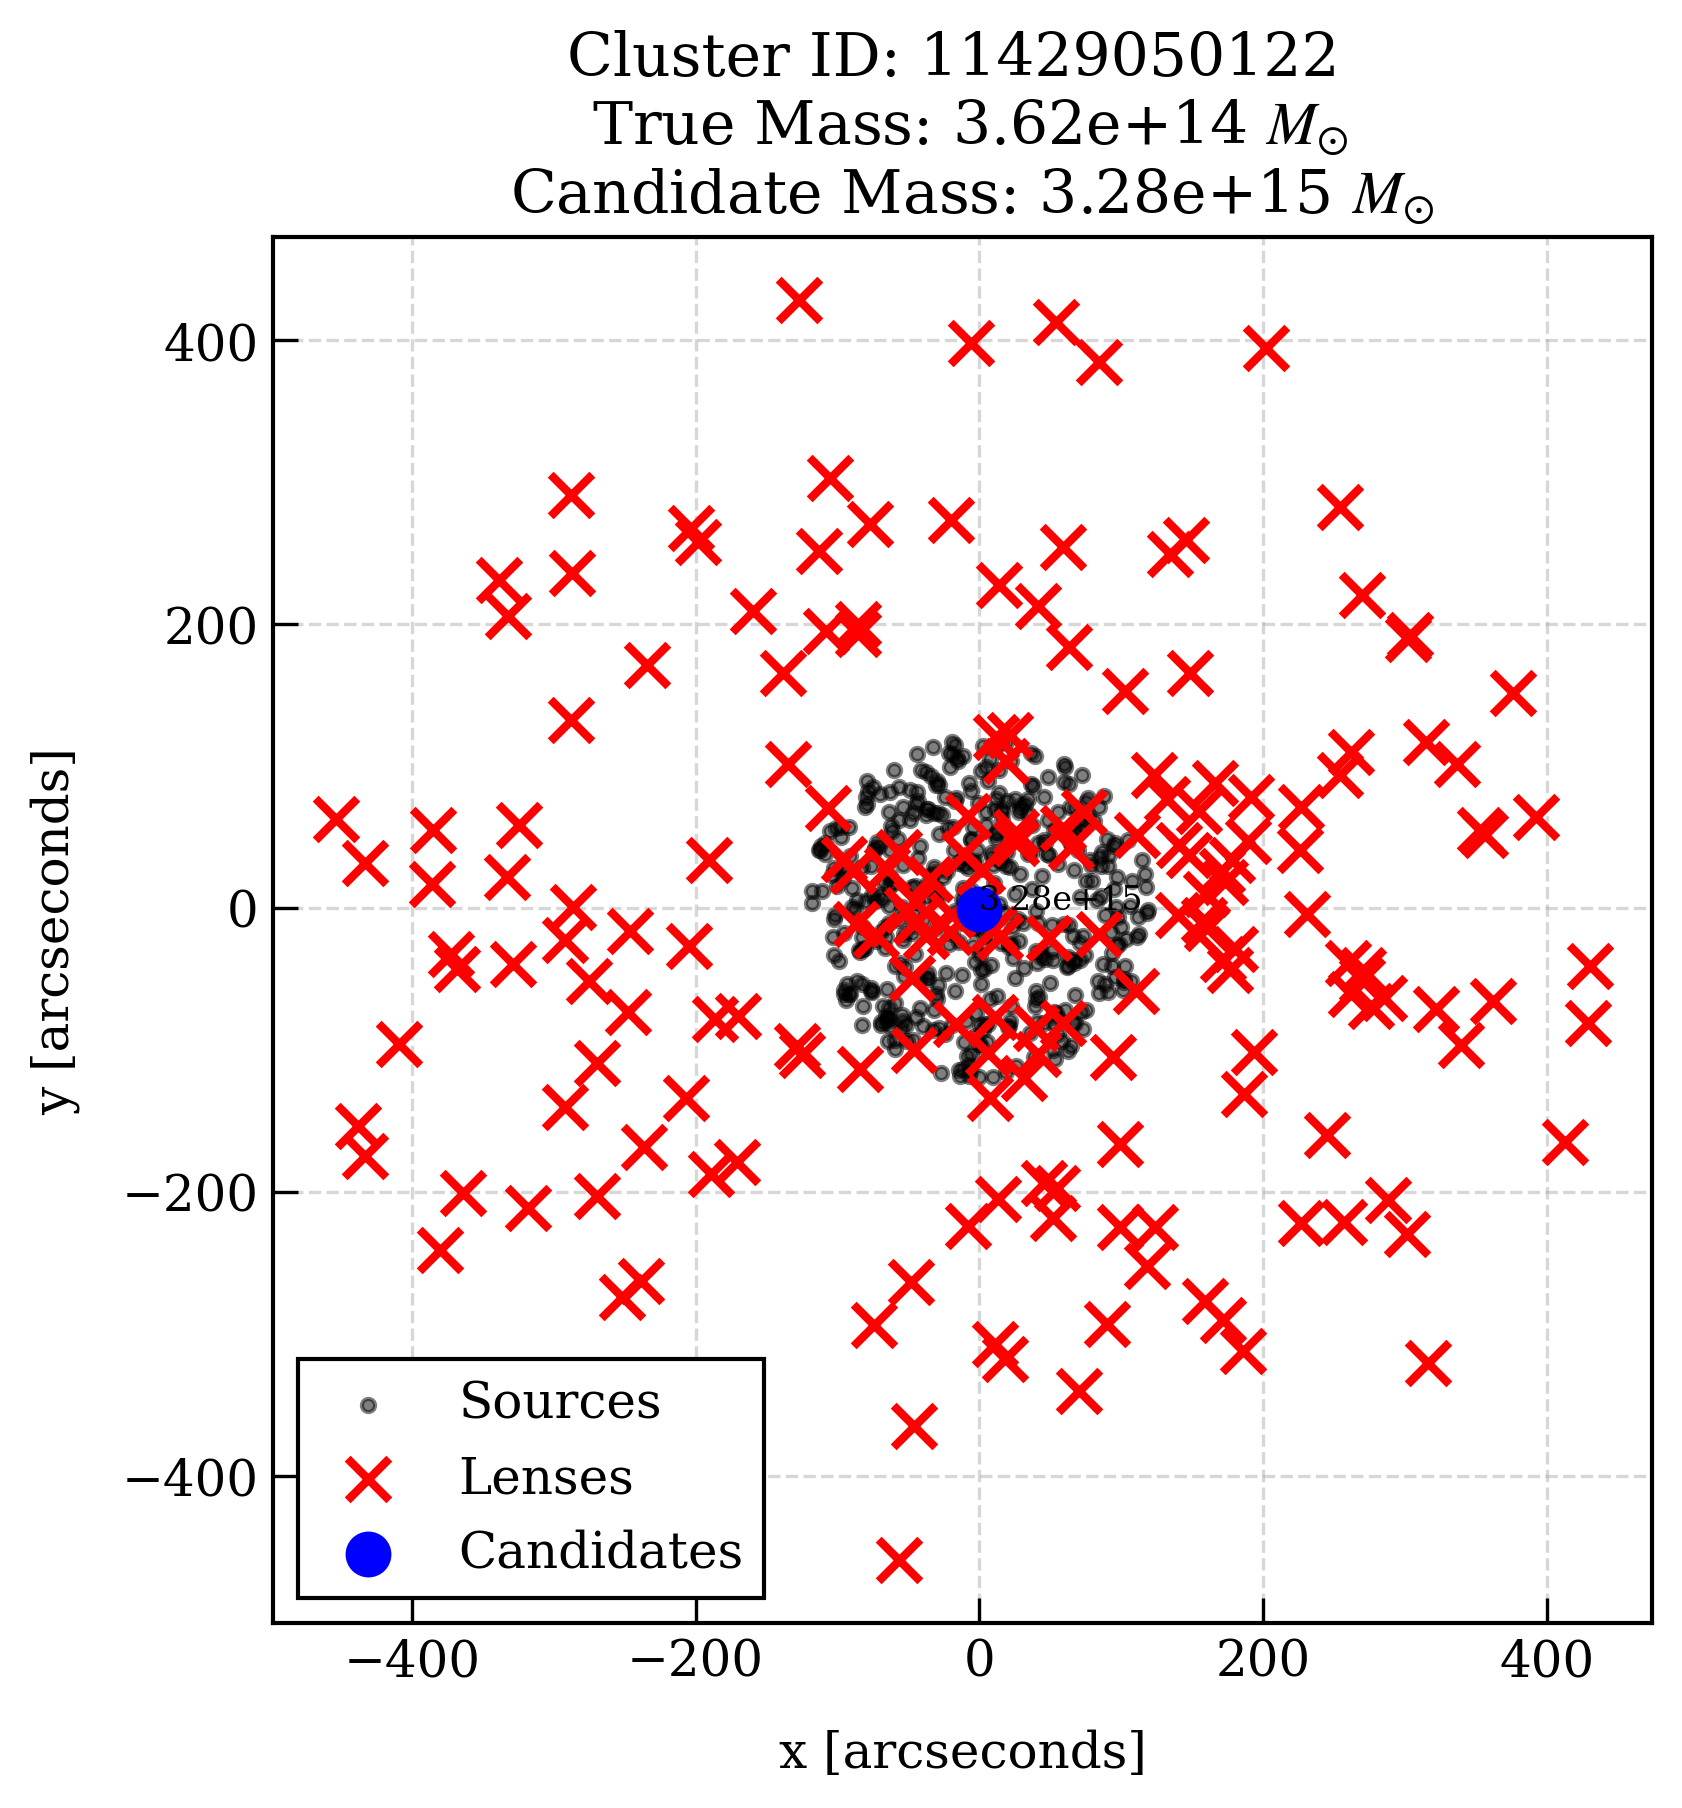 Cluster ID: 11429050122
True Mass: 3.62e+14 M⊙
Candidate Mass: 3.28e+15 M⊙
y [arcseconds]
400
200
0
−200
−400
3.28e+15
Sources
Lenses
Candidates
−400 −200 0 200 400
x [arcseconds]